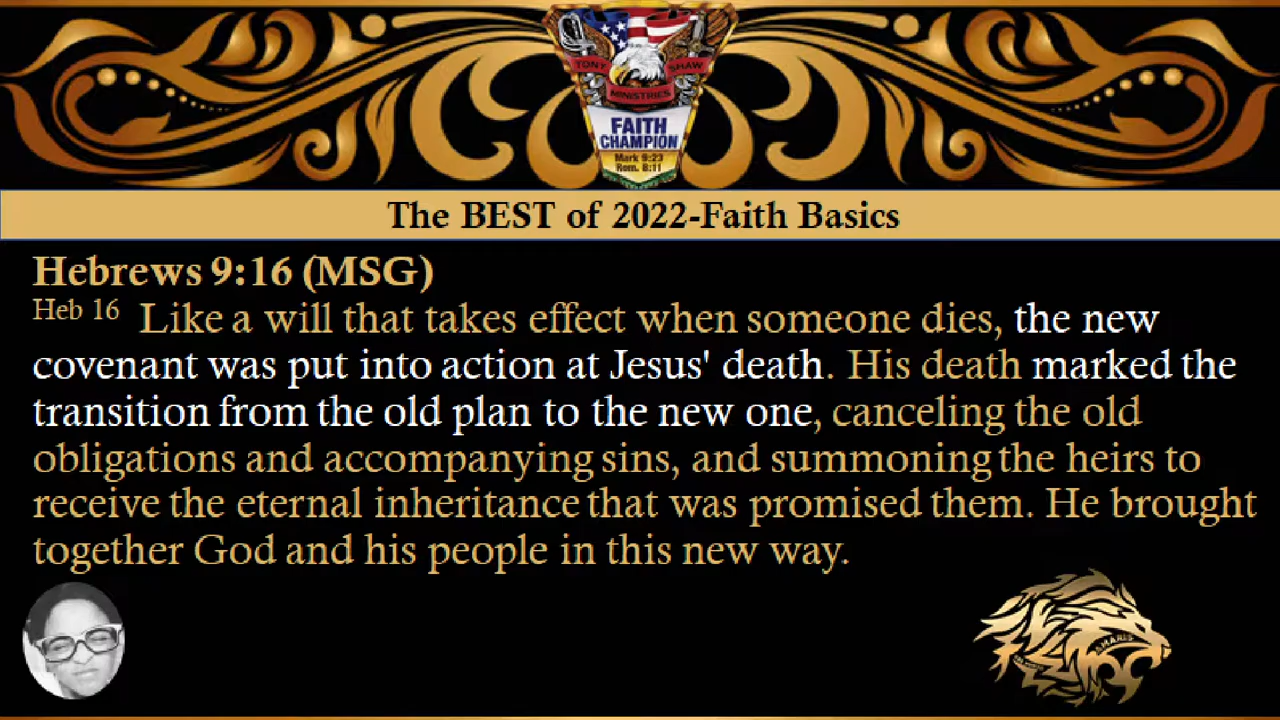 TONY SHAW
MINISTRIES
FAITH
CHAMPION
Mark 9:23
Rom. 8:11
The BEST of 2022-Faith Basics
Hebrews 9:16 (MSG)
Heb 16 Like a will that takes effect when someone dies, the new
covenant was put into action at Jesus' death. His death marked the
transition from the old plan to the new one, canceling the old
obligations and accompanying sins, and summoning the heirs to
receive the eternal inheritance that was promised them. He brought
together God and his people in this new way.